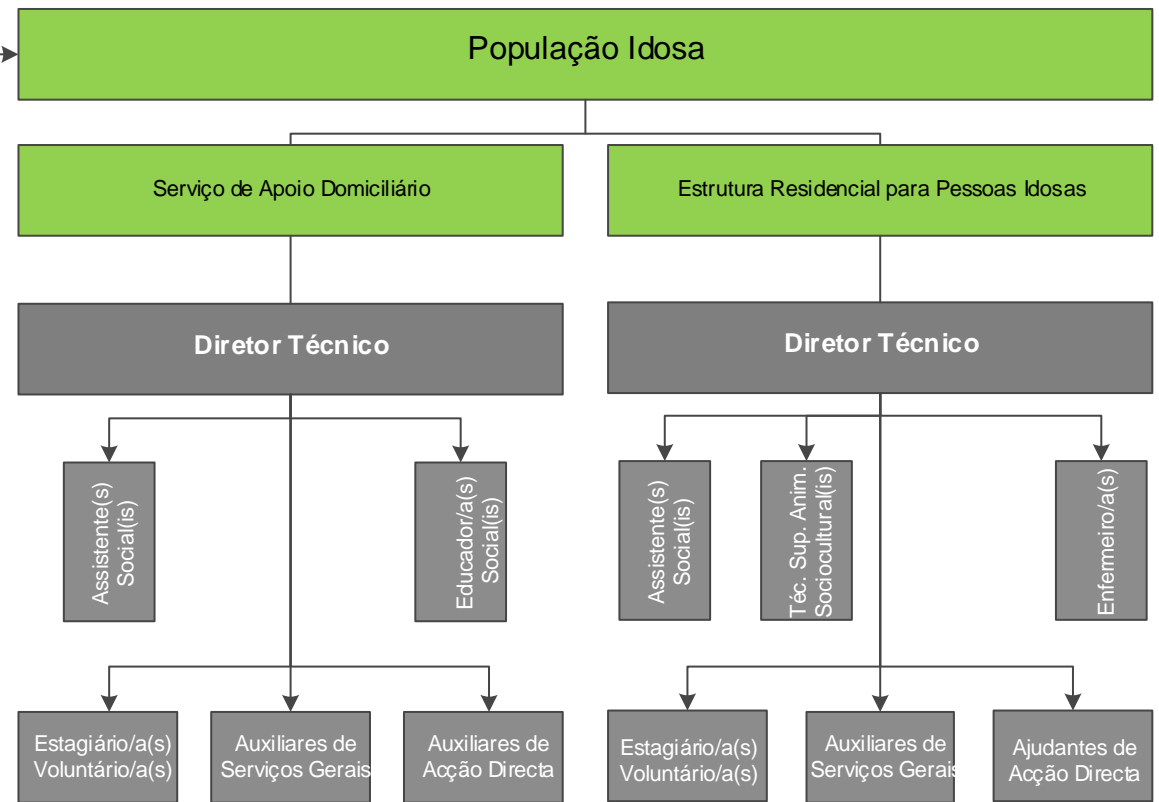 População Idosa
Serviço de Apoio Domiciliário
Estrutura Residencial para Pessoas Idosas
Diretor Técnico
Diretor Técnico
Assistente(s)
Social(is)
Educador/a(s)
Social(is)
Assistente(s)
Social(is)
Téc. Sup. Anim.
Sociocultural(is)
Enfermeiro/a(s)
Estagiário/a(s)
Voluntário/a(s)
Auxiliares de
Serviços Gerais
Auxiliares de
Acção Directa
Estagiário/a(s)
Voluntário/a(s)
Auxiliares de
Serviços Gerais
Ajudantes de
Acção Directa